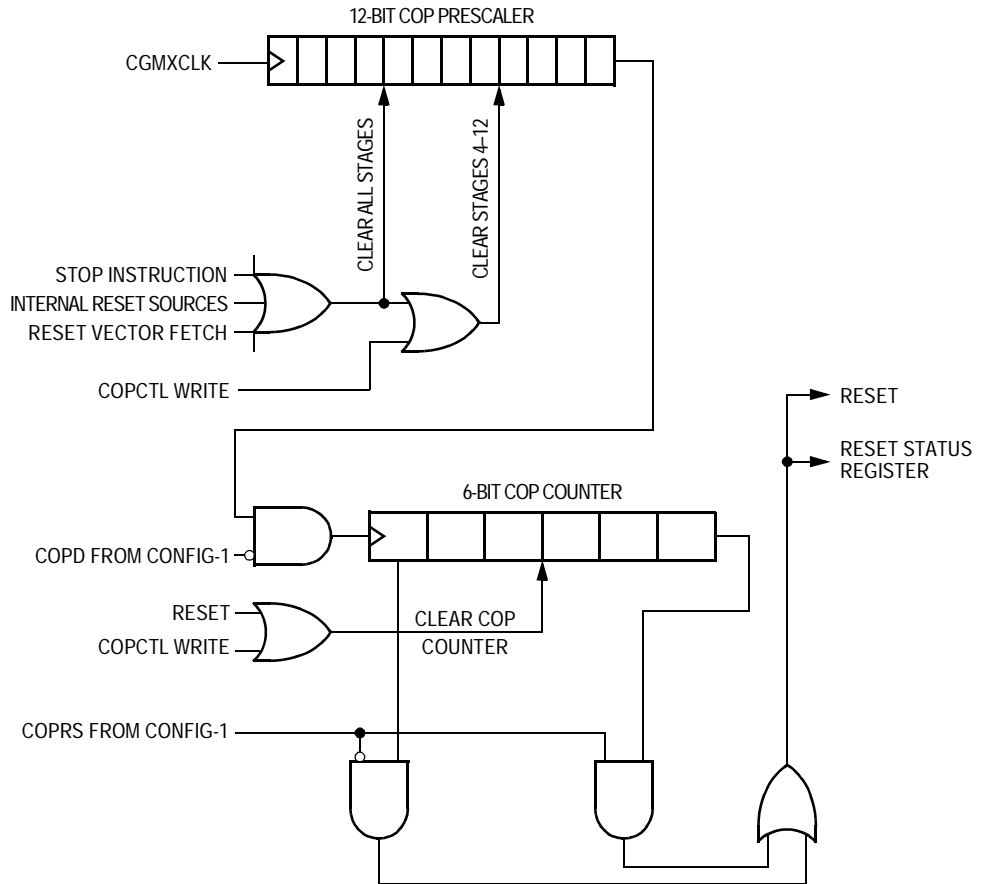 12-BIT COP PRESCALER
CGMXCLK
CLEAR ALL STAGES
CLEAR STAGES 4–12
STOP INSTRUCTION
INTERNAL RESET SOURCES
RESET VECTOR FETCH
COPCTL WRITE
RESET
RESET STATUS
REGISTER
6-BIT COP COUNTER
COPD FROM CONFIG-1
RESET
COPCTL WRITE
CLEAR COP
COUNTER
COPRS FROM CONFIG-1